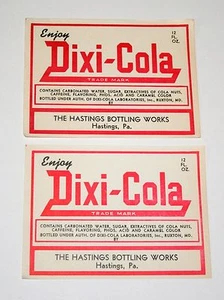 Enjoy
Dixi-Cola
12
FL.
OZ.
TRADE MARK
CONTAINS CARBONATED WATER, SUGAR, EXTRACTIVES OF COLA NUTS,
CAFFEINE, FLAVORING, PHOS. ACID AND CARAMEL COLOR
BOTTLED UNDER AUTH. OF DIXI-COLA LABORATORIES, Inc., RUXTON, MD.
THE HASTINGS BOTTLING WORKS
Hastings, Pa.
Enjoy
Dixi-Cola
12
FL.
OZ.
TRADE MARK
CONTAINS CARBONATED WATER, SUGAR, EXTRACTIVES OF COLA NUTS,
CAFFEINE, FLAVORING, PHOS. ACID AND CARAMEL COLOR
BOTTLED UNDER AUTH. OF DIXI-COLA LABORATORIES, Inc., RUXTON, MD.
BY
THE HASTINGS BOTTLING WORKS
Hastings, Pa.